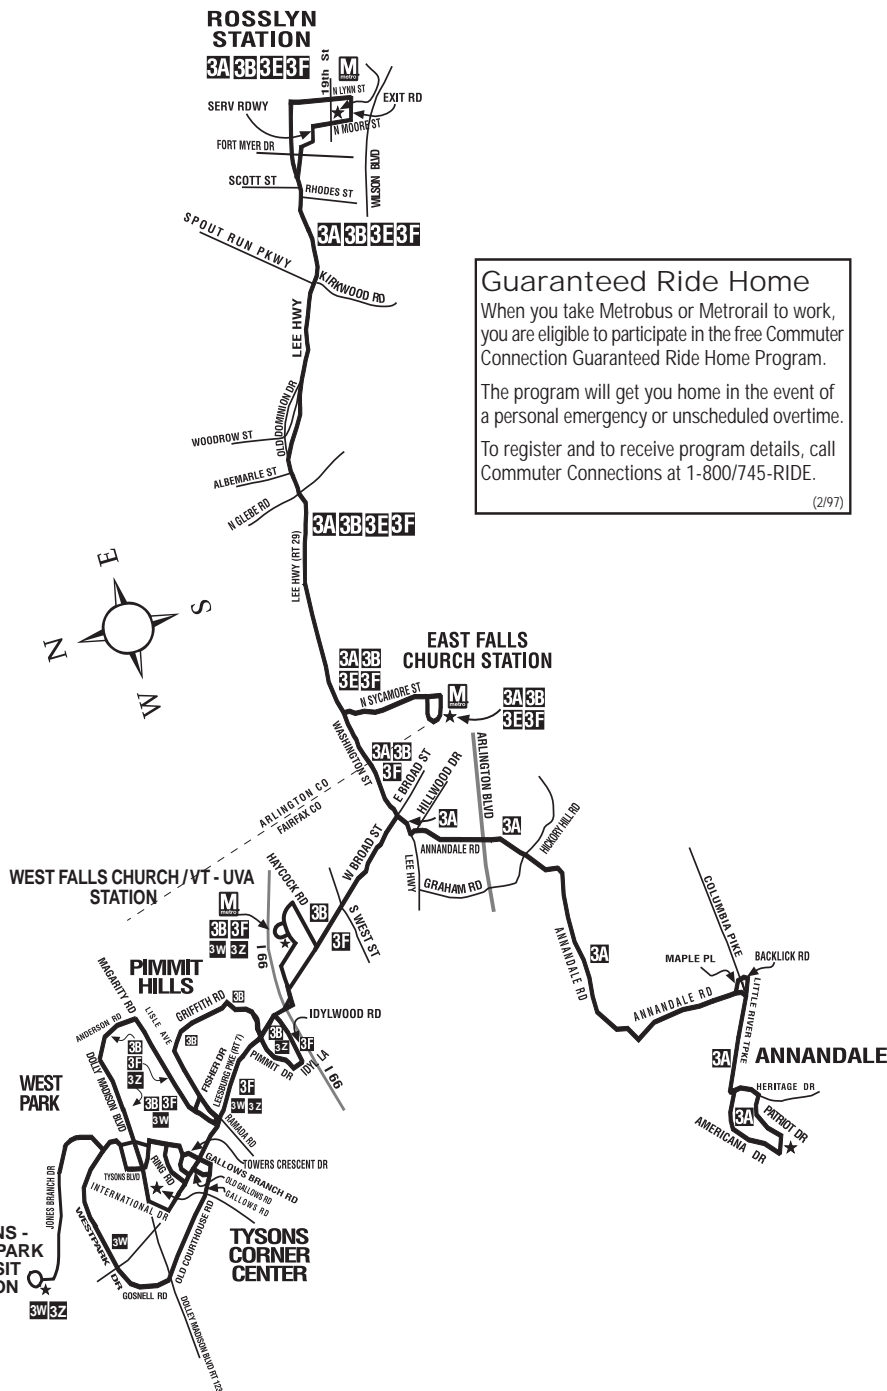 ROSSLYN
STATION
3A 3B 3E 3F
M
metro
19th St
N LYNN ST
EXIT RD
SERV RDWY
N MOORE ST
FORT MYER DR
WILSON BLVD
SCOTT ST
RHODES ST
3A 3B 3E 3F
SPOUT RUN PKWY
KIRKWOOD RD
LEE HWY
Guaranteed Ride Home
When you take Metrobus or Metrorail to work,
you are eligible to participate in the free Commuter
Connection Guaranteed Ride Home Program.
The program will get you home in the event of
a personal emergency or unscheduled overtime.
To register and to receive program details, call
Commuter Connections at 1-800/745-RIDE.
(2/97)
OLD DOMINION DR
WOODROW ST
ALBEMARLE ST
N GLEBE RD
3A 3B 3E 3F
LEE HWY (RT 29)
E
S
N
W
EAST FALLS
CHURCH STATION
3A 3B
3E 3F
N SYCAMORE ST
M
metro
3A 3B
3E 3F
WASHINGTON ST
3A 3B
3F
E BROAD ST
HILLWOOD DR
ARLINGTON BLVD
ARLINGTON CO
FAIRFAX CO
3A
3A
HICKORY HILL RD
ANNANDALE RD
LEE HWY
GRAHAM RD
W BROAD ST
WEST FALLS CHURCH / VT - UVA
STATION
M
metro
3B 3F
3W 3Z
HAYCOCK RD
I 66
3B
3F
S WEST ST
ANNANDALE RD
3A
ANNANDALE RD
COLUMBIA PIKE
MAPLE PL
BACKLICK RD
LITTLE RIVER TPKE
3A
ANNANDALE
HERITAGE DR
3A
PATRIOT DR
AMERICANA DR
PIMMIT
HILLS
MAGARITY RD
LISLE AVE
GRIFFITH RD
3B
IDYLWOOD RD
ANDERSON RD
3B
3F
3Z
3B
3B
3Z
3F
PIMMIT DR
I 66
WEST
PARK
DOLLY MADISON BLVD
3B 3F
3W
FISHER DR
LEESBURG PIKE (RT 7)
3F
3W 3Z
RAMADA RD
TOWERS CRESCENT DR
GALLOWS BRANCH RD
OLD GALLOWS RD
GALLOWS RD
RING RD
TYSONS BLVD
INTERNATIONAL DR
JONES BRANCH DR
WESTPARK DR
3W
OLD COURTHOUSE RD
GOSNELL RD
TYSONS
CORNER
CENTER
NS -
PARK
SIT
ON
3W 3Z
DOLLEY MADISON BLVD RT 123